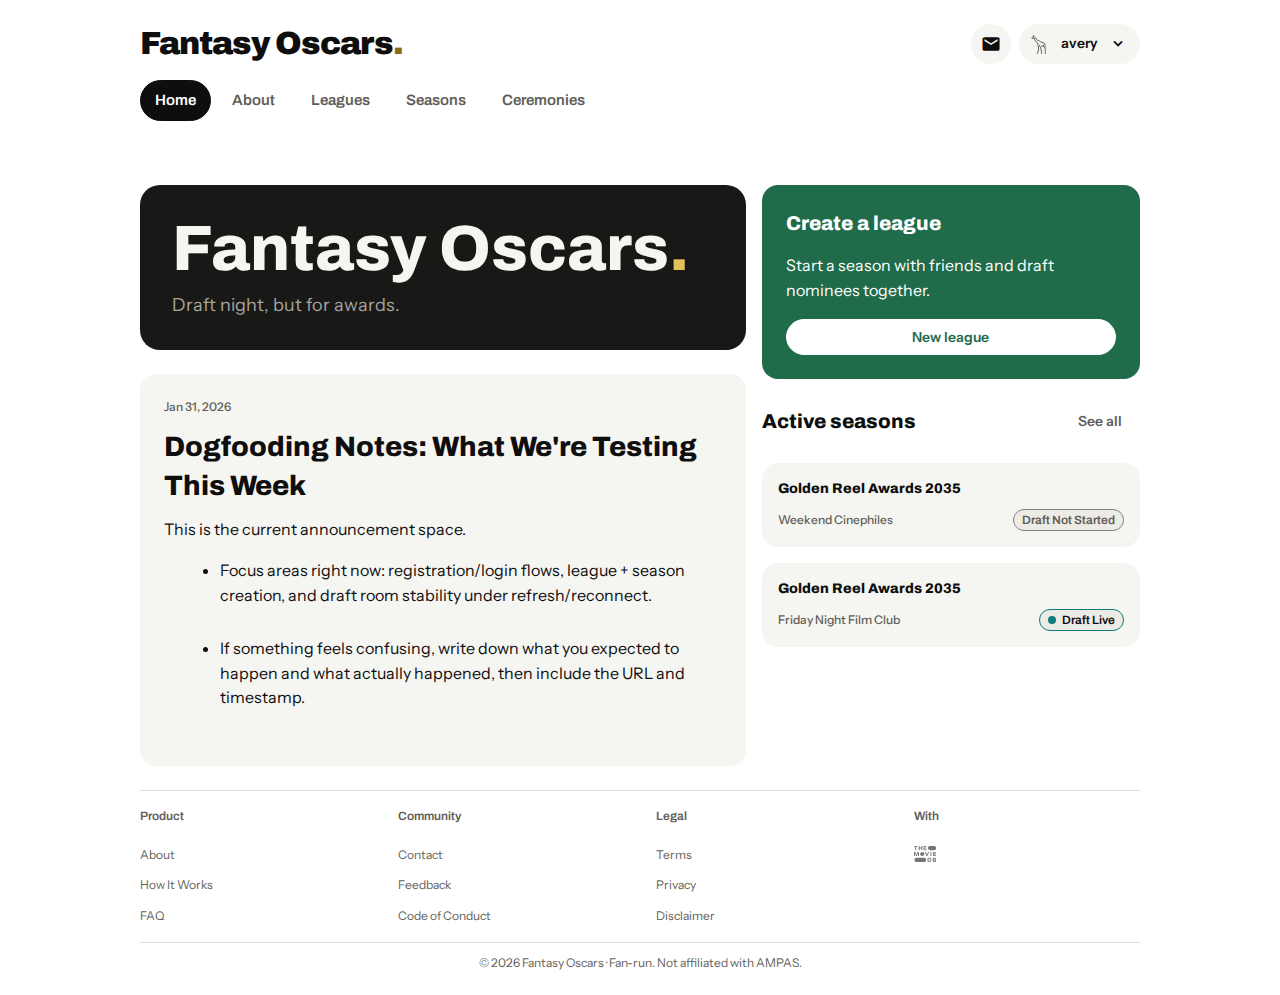 Fantasy Oscars.
avery
Home
About
Leagues
Seasons
Ceremonies
Fantasy Oscars.
Draft night, but for awards.
Jan 31, 2026
Dogfooding Notes: What We're Testing
This Week
This is the current announcement space.
• Focus areas right now: registration/login flows, league + season
creation, and draft room stability under refresh/reconnect.
• If something feels confusing, write down what you expected to
happen and what actually happened, then include the URL and
timestamp.
Create a league
Start a season with friends and draft
nominees together.
New league
Active seasons
See all
Golden Reel Awards 2035
Weekend Cinephiles
Draft Not Started
Golden Reel Awards 2035
Friday Night Film Club
Draft Live
Product
About
How It Works
FAQ
Community
Contact
Feedback
Code of Conduct
Legal
Terms
Privacy
Disclaimer
With
THE
MOVIE
DB
© 2026 Fantasy Oscars · Fan-run. Not affiliated with AMPAS.